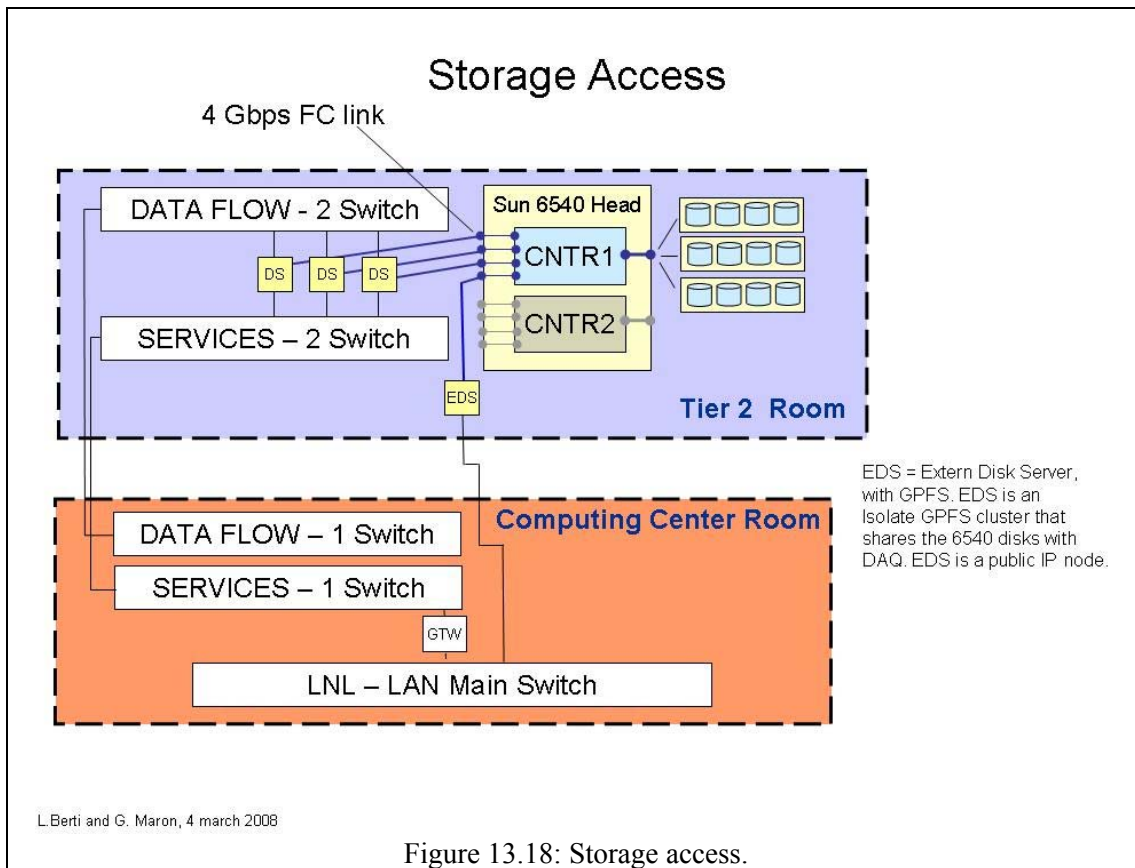 Storage Access
4 Gbps FC link
DATA FLOW - 2 Switch
Sun 6540 Head
CNTR1
DS
DS
DS
SERVICES – 2 Switch
CNTR2
EDS
Tier 2 Room
EDS = Extern Disk Server,
with GPFS. EDS is an
Isolate GPFS cluster that
shares the 6540 disks with
DAQ. EDS is a public IP node.
Computing Center Room
DATA FLOW – 1 Switch
SERVICES – 1 Switch
GTW
LNL – LAN Main Switch
L.Berti and G. Maron, 4 march 2008
Figure 13.18: Storage access.